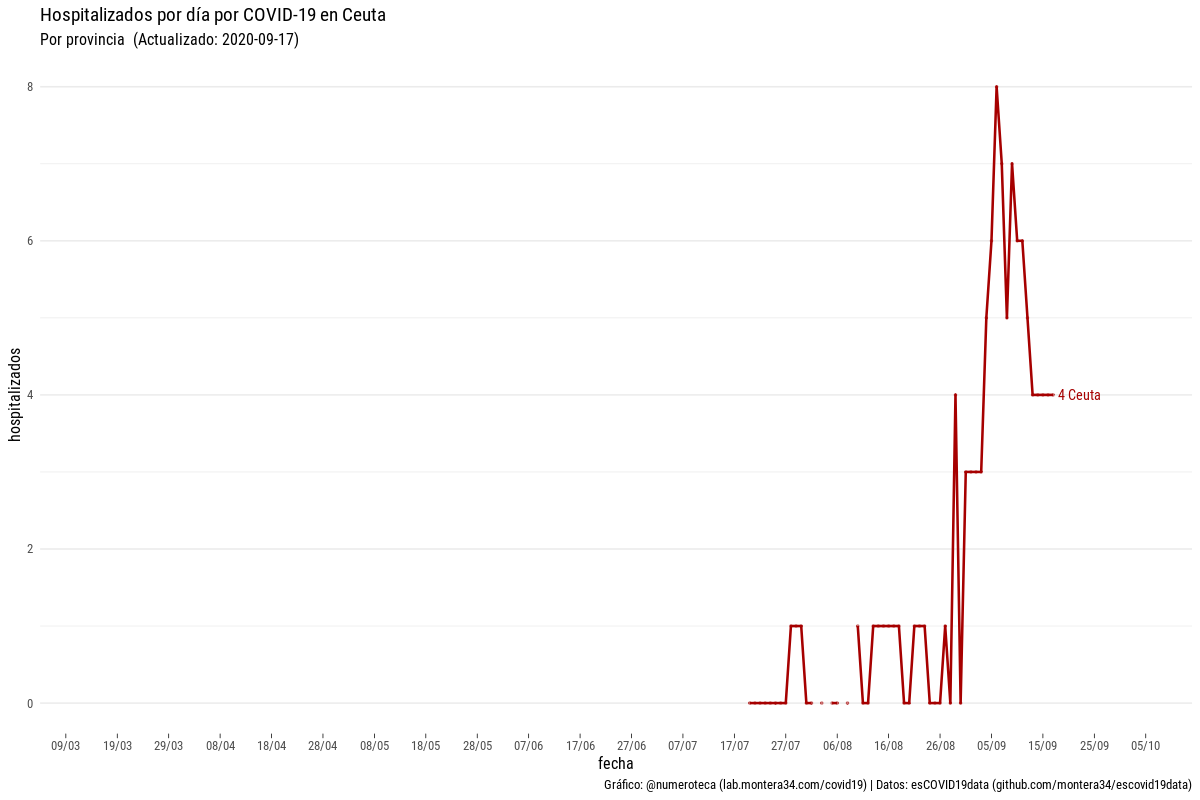 Hospitalizados por día por COVID-19 en Ceuta
Por provincia (Actualizado: 2020-09-17)
hospitalizados
8
6
4
2
0
4 Ceuta
09/03 19/03 29/03 08/04 18/04 28/04 08/05 18/05 28/05 07/06 17/06 27/06 07/07 17/07 27/07 06/08 16/08 26/08 05/09 15/09 25/09 05/10
fecha
Gráfico: @numeroteca (lab.montera34.com/covid19) | Datos: esCOVID19data (github.com/montera34/escovid19data)